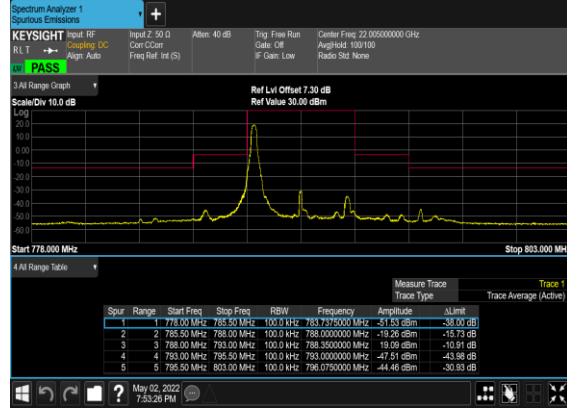 Spectrum Analyzer 1
Spurious Emissions
+
KEYSIGHT Input: RF Input Z: 50 Ω Atten: 40 dB Trig: Free Run Center Freq: 22.005000000 GHz
RLT Coupling: DC Corr CCorr Gate: Off Avg|Hold: 100/100
Align: Auto Freq Ref: Int (S) IF Gain: Low Radio Std: None
LW PASS
3 All Range Graph
Ref Lvl Offset 7.30 dB
Scale/Div 10.0 dB Ref Value 30.00 dBm
Log
20.0
10.0
0.00
-10.0
-20.0
-30.0
-40.0
-50.0
-60.0
Start 778.000 MHz Stop 803.000 MH
4 All Range Table
Measure Trace Trace 1
Trace Type Trace Average (Active)
Spur Range Start Freq Stop Freq RBW Frequency Amplitude ΔLimit
1 1 778.00 MHz 785.50 MHz 100.0 kHz 783.7375000 MHz -51.53 dBm -38.00 dB
2 2 785.50 MHz 788.00 MHz 100.0 kHz 788.0000000 MHz -19.26 dBm -15.73 dB
3 3 788.00 MHz 793.00 MHz 100.0 kHz 788.3500000 MHz 19.09 dBm -10.91 dB
4 4 793.00 MHz 795.50 MHz 100.0 kHz 793.0000000 MHz -47.51 dBm -43.98 dB
5 5 795.50 MHz 803.00 MHz 100.0 kHz 796.0750000 MHz -44.46 dBm -30.93 dB
? May 02, 2022
7:53:26 PM